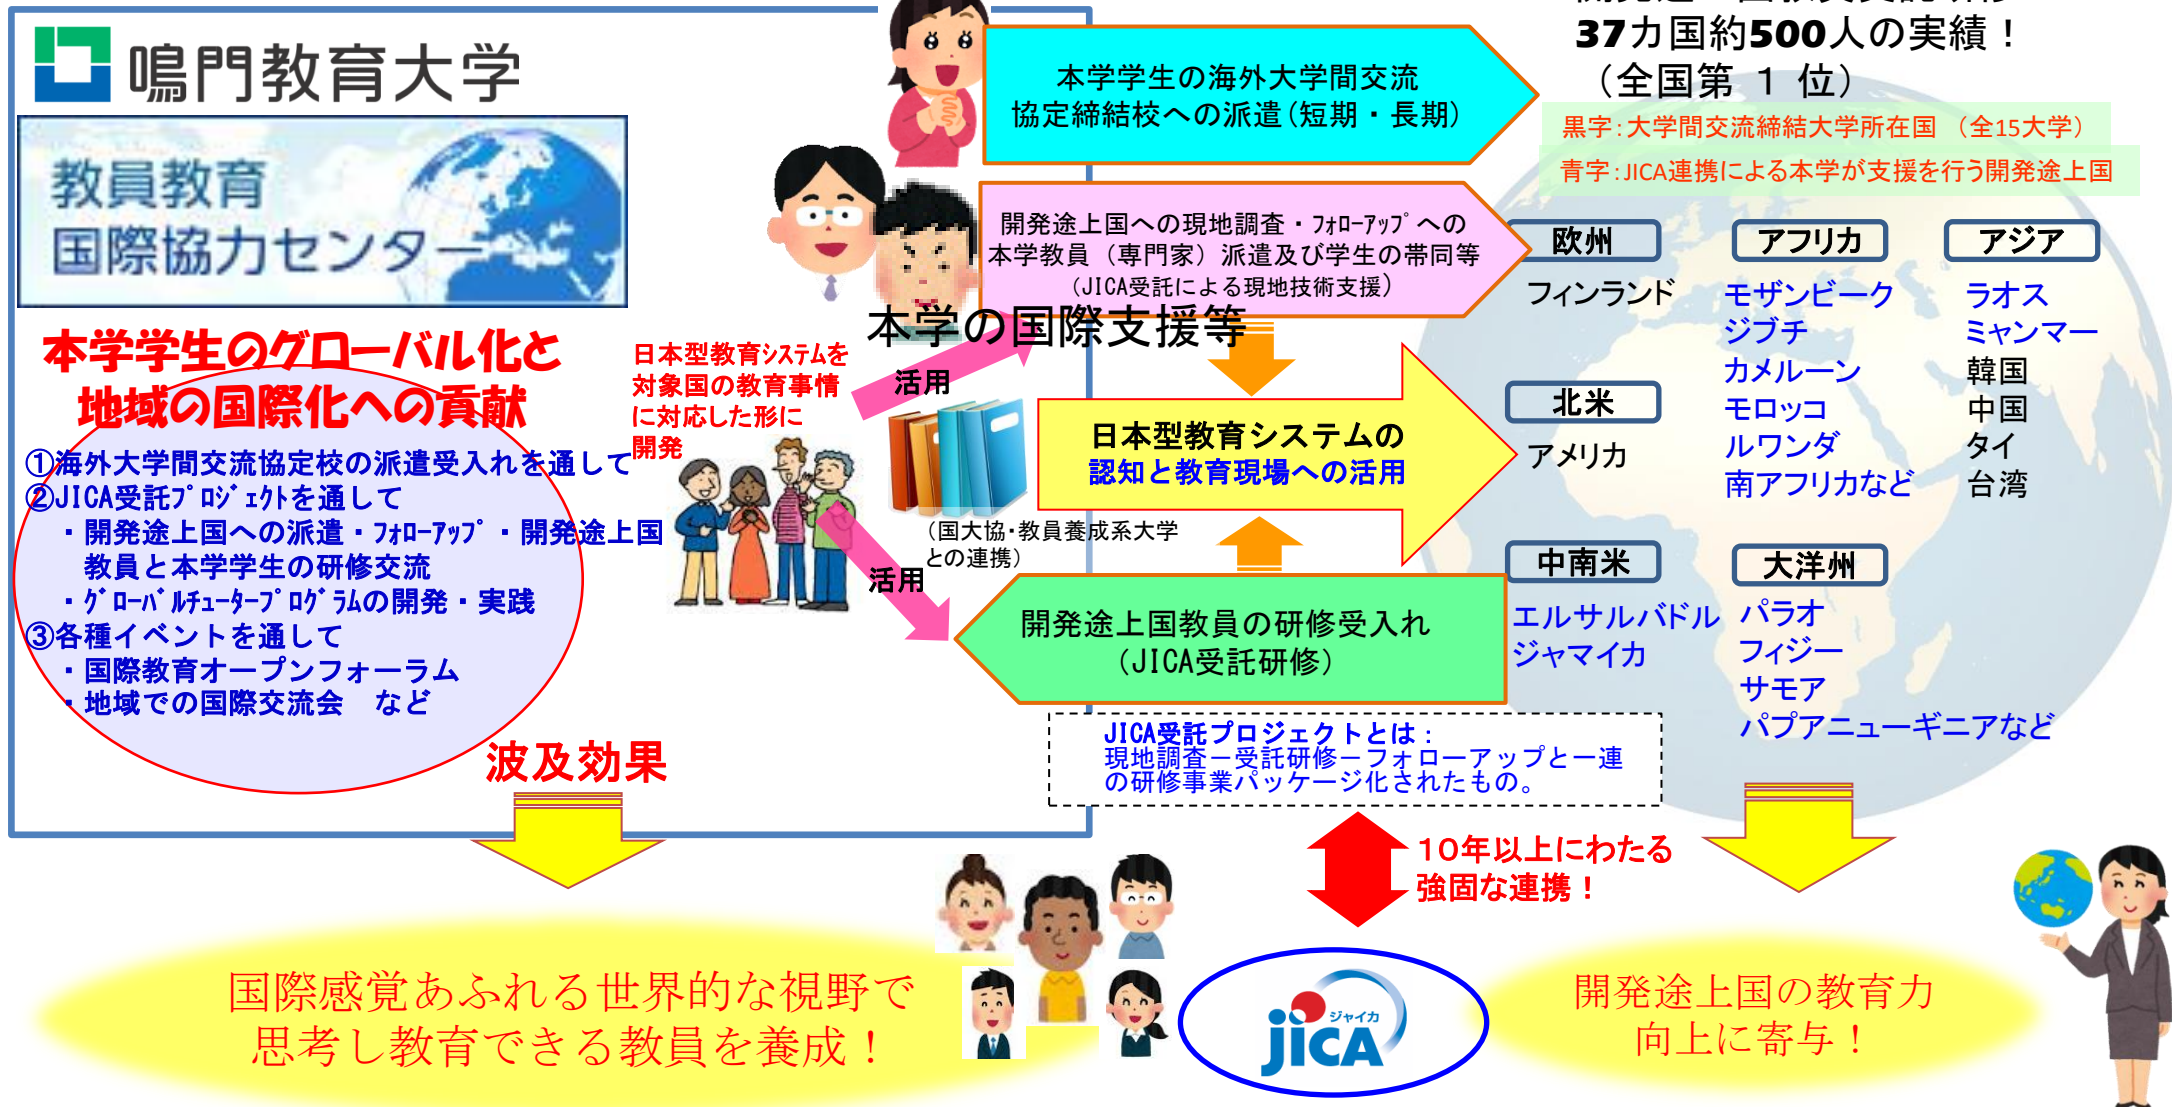 鳴門教育大学
教員教育
国際協力センター
本学学生のグローバル化と
地域の国際化への貢献
①海外大学間交流協定校の派遣受入れを通して
②JICA受託ﾌﾟﾛｼﾞｪｸﾄを通して
・開発途上国への派遣・ﾌｫﾛｰｱｯﾌﾟ・開発途上国
教員と本学学生の研修交流
・ｸﾞﾛｰﾊﾞﾙﾁｭｰﾀｰﾌﾟﾛｸﾞﾗﾑの開発・実践
③各種イベントを通して
・国際教育オープンフォーラム
・地域での国際交流会　など
波及効果
日本型教育ｼｽﾃﾑを
対象国の教育事情
に対応した形に
開発
本学学生の海外大学間交流
協定締結校への派遣(短期・長期)
開発途上国への現地調査・ﾌｫﾛｰｱｯﾌﾟへの
本学教員（専門家）派遣及び学生の帯同等
(JICA受託による現地技術支援)
本学の国際支援等
活用
日本型教育システムの
認知と教育現場への活用
(国大協・教員養成系大学
との連携)
活用
開発途上国教員の研修受入れ
(JICA受託研修)
JICA受託プロジェクトとは：
現地調査－受託研修－フォローアップと一連
の研修事業パッケージ化されたもの。
37カ国約500人の実績！
（全国第 1 位）
黒字：大学間交流締結大学所在国 （全15大学）
青字：JICA連携による本学が支援を行う開発途上国
欧州
フィンランド
北米
アメリカ
中南米
エルサルバドル
ジャマイカ
アフリカ
モザンビーク
ジブチ
カメルーン
モロッコ
ルワンダ
南アフリカなど
大洋州
パラオ
フィジー
サモア
パプアニューギニアなど
アジア
ラオス
ミャンマー
韓国
中国
タイ
台湾
10年以上にわたる
強固な連携！
国際感覚あふれる世界的な視野で
思考し教育できる教員を養成！
ジャイカ
jICA
開発途上国の教育力
向上に寄与！